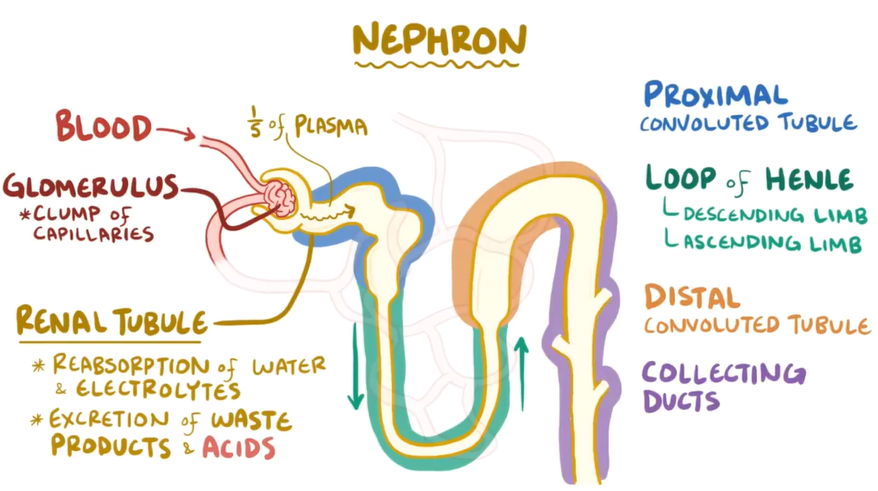 NEPHRON
BLOOD
1/5 of PLASMA
GLOMERULUS
*CLUMP of
CAPILLARIES
RENAL TUBULE
* REABSORPTION of WATER
& ELECTROLYTES
* EXCRETION of WASTE
PRODUCTS & ACIDS
PROXIMAL
CONVOLUTED TUBULE
LOOP of HENLE
DESCENDING LIMB
ASCENDING LIMB
DISTAL
CONVOLUTED TUBULE
COLLECTING
DUCTS